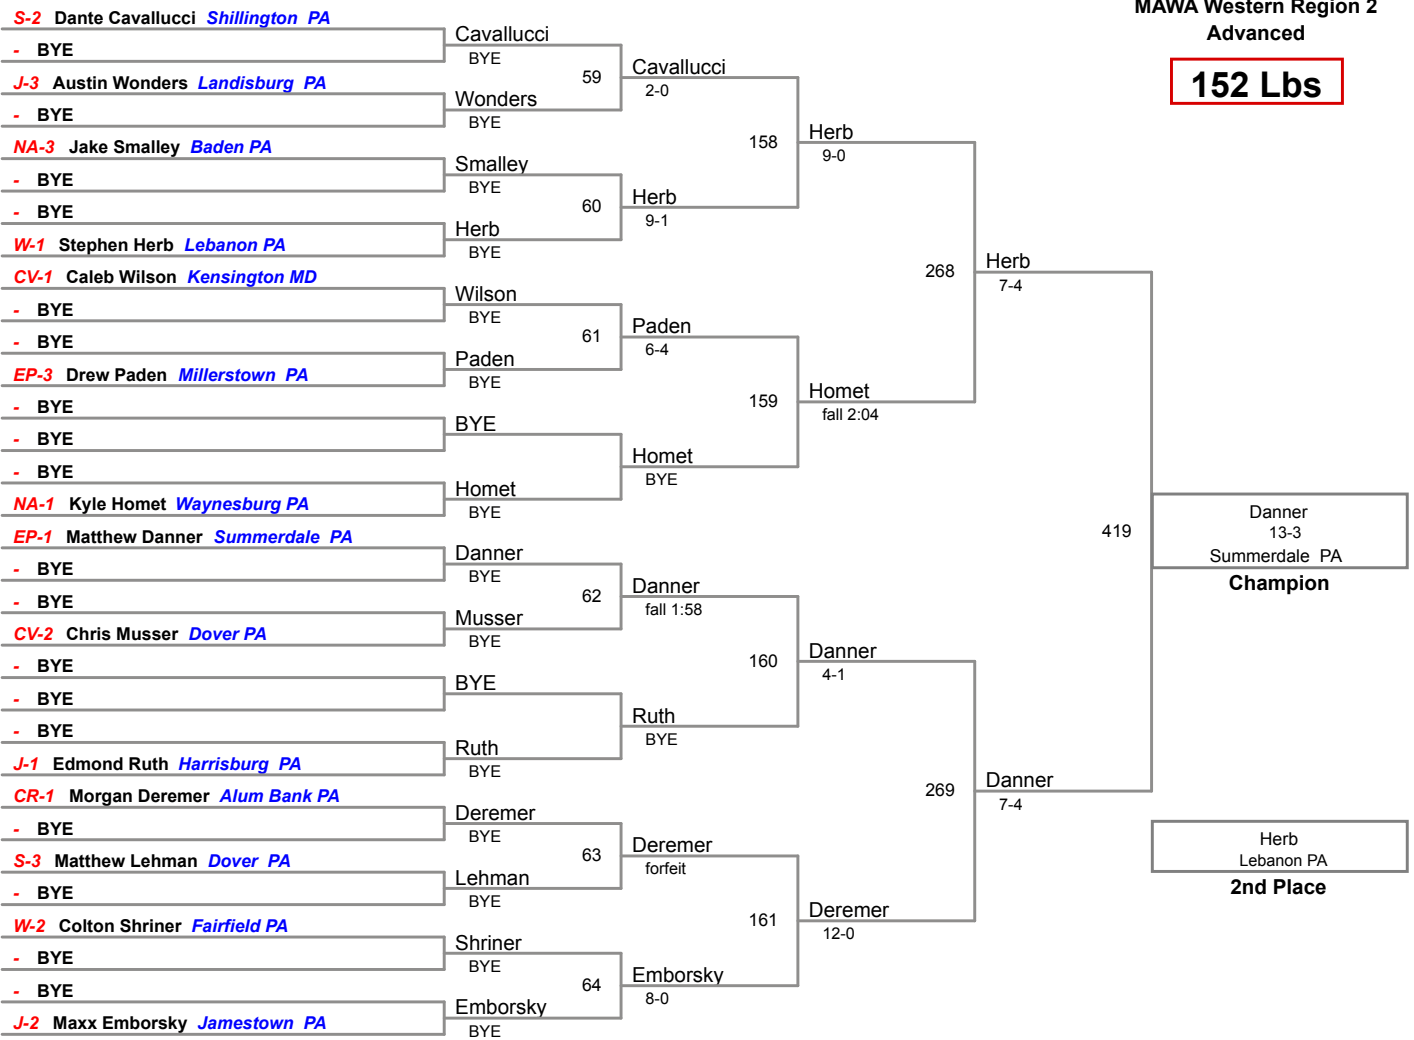 MAWA Western Region 2
Advanced
152 Lbs
S-2 Dante Cavallucci Shillington PA
- BYE
J-3 Austin Wonders Landisburg PA
- BYE
NA-3 Jake Smalley Baden PA
- BYE
- BYE
W-1 Stephen Herb Lebanon PA
CV-1 Caleb Wilson Kensington MD
- BYE
- BYE
EP-3 Drew Paden Millerstown PA
- BYE
- BYE
- BYE
NA-1 Kyle Homet Waynesburg PA
EP-1 Matthew Danner Summerdale PA
- BYE
- BYE
CV-2 Chris Musser Dover PA
- BYE
- BYE
- BYE
J-1 Edmond Ruth Harrisburg PA
CR-1 Morgan Deremer Alum Bank PA
- BYE
S-3 Matthew Lehman Dover PA
- BYE
W-2 Colton Shriner Fairfield PA
- BYE
- BYE
J-2 Maxx Emborsky Jamestown PA
Cavallucci
BYE
59
Wonders
BYE
Smalley
BYE
60
Herb
BYE
Wilson
BYE
61
Paden
BYE
BYE
Homet
BYE
Danner
BYE
62
Musser
BYE
BYE
Ruth
BYE
Deremer
BYE
63
Lehman
BYE
Shriner
BYE
64
Emborsky
BYE
Cavallucci
2-0
158
Herb
9-1
Paden
6-4
159
Homet
BYE
Danner
fall 1:58
160
Ruth
BYE
Deremer
forfeit
161
Emborsky
8-0
Herb
9-0
268
Homet
fall 2:04
Danner
4-1
269
Deremer
12-0
Herb
7-4
419
Danner
7-4
Danner
13-3
Summerdale PA
Champion
Herb
Lebanon PA
2nd Place